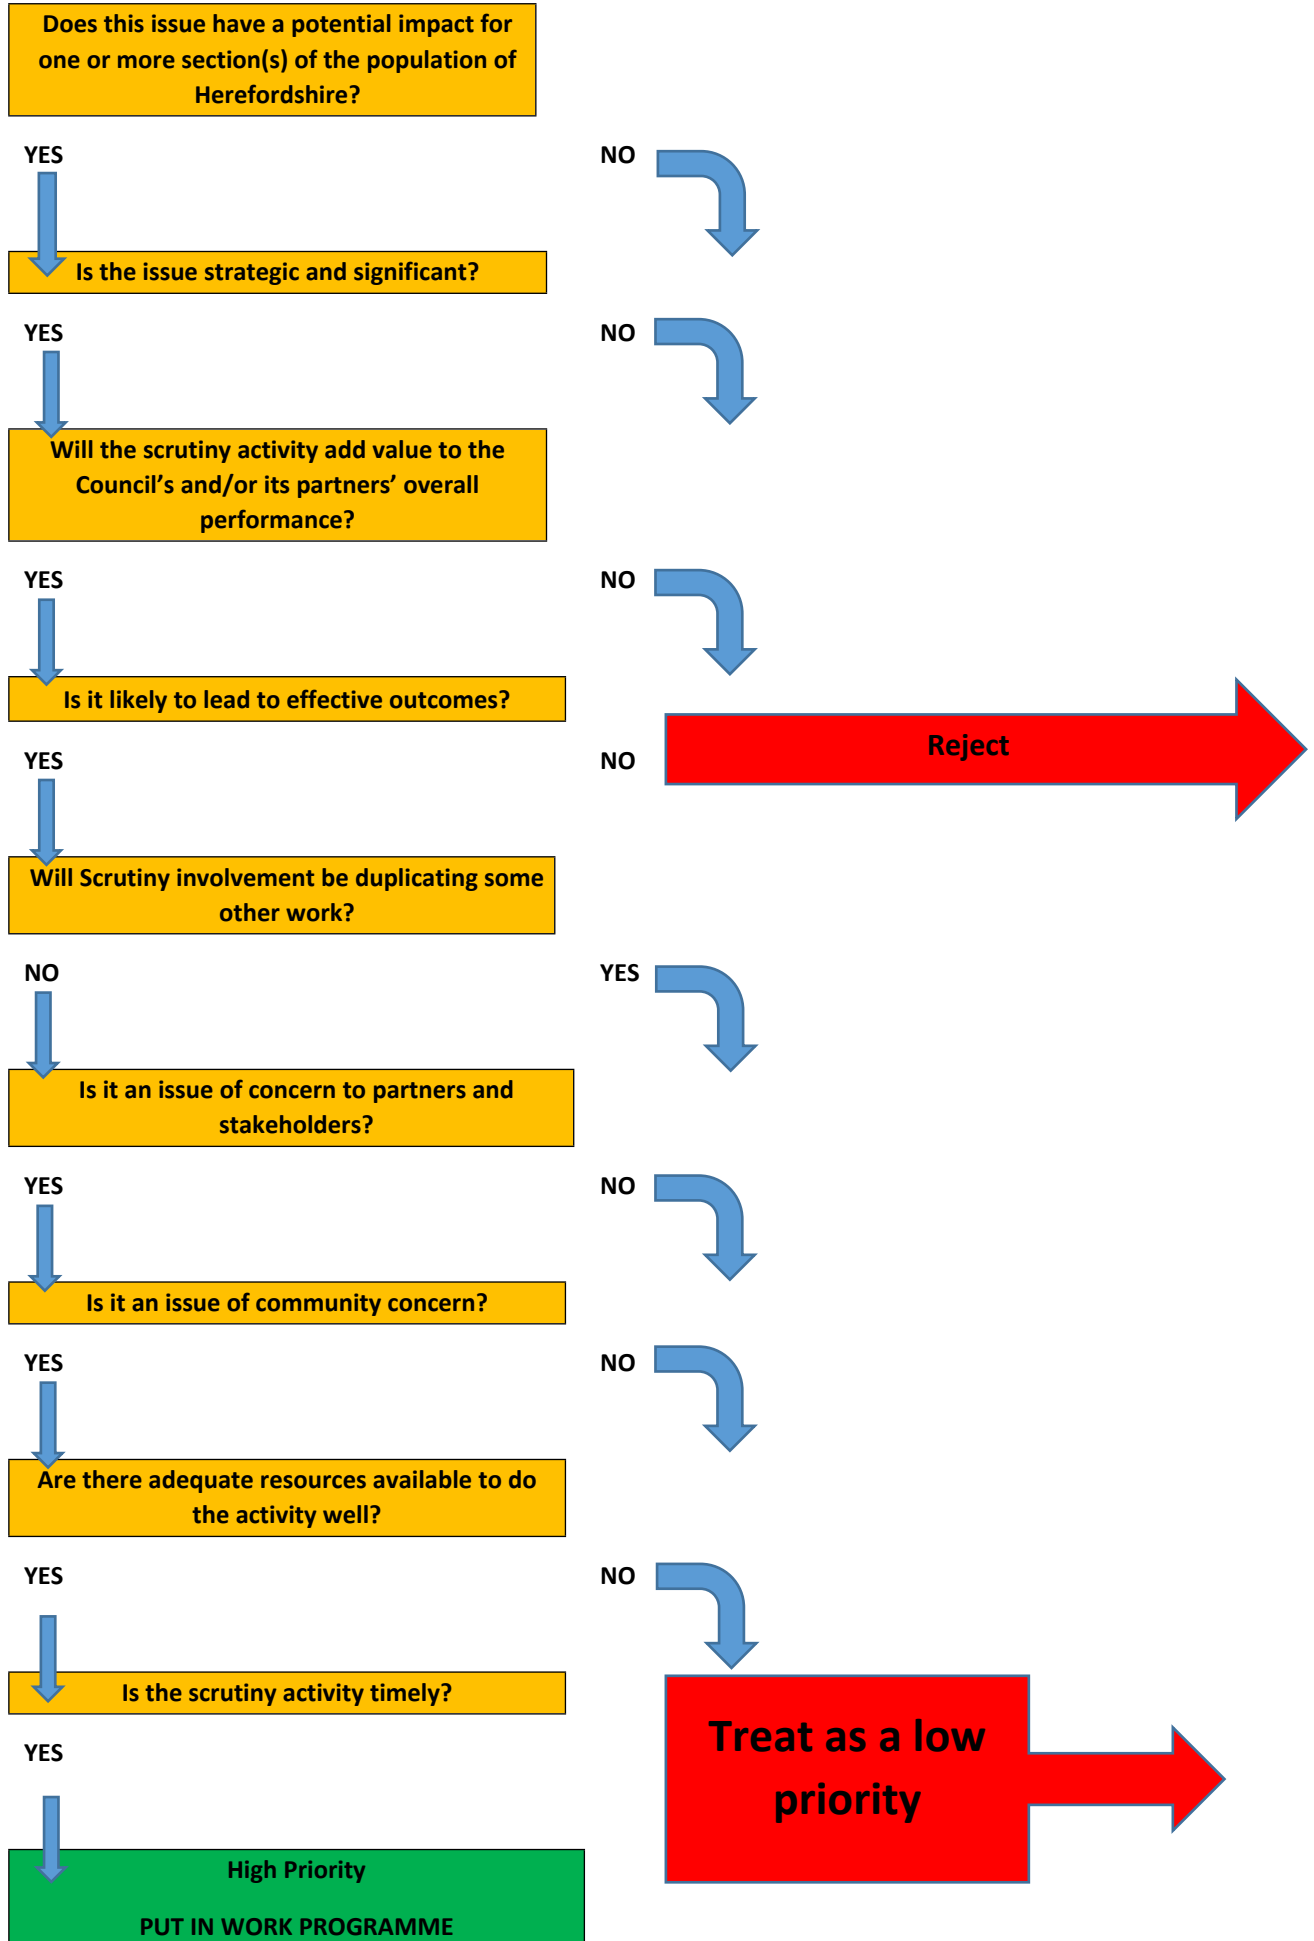 Does this issue have a potential impact for
one or more section(s) of the population of
Herefordshire?
YES
NO
Is the issue strategic and significant?
YES
NO
Will the scrutiny activity add value to the
Council’s and/or its partners’ overall
performance?
YES
NO
Is it likely to lead to effective outcomes?
YES
NO
Reject
Will Scrutiny involvement be duplicating some
other work?
NO
YES
Is it an issue of concern to partners and
stakeholders?
YES
NO
Is it an issue of community concern?
YES
NO
Are there adequate resources available to do
the activity well?
YES
NO
Is the scrutiny activity timely?
YES
Treat as a low
priority
High Priority
PUT IN WORK PROGRAMME